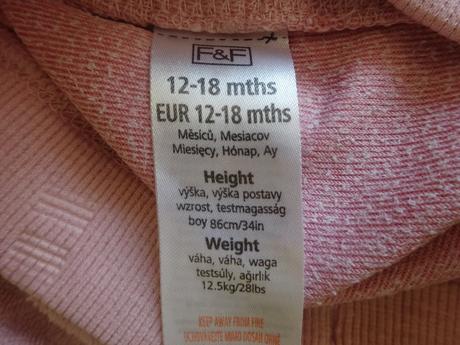 F&F
12-18 mths
EUR 12-18 mths
Měsiců, Mesiacov
Miesięcy, Hónap, Ay
Height
výška, výška postavy
wzrost, testmagasság
boy 86cm/34in
Weight
váha, váha, waga
testsúly, ağırlık
12.5kg/28lbs
KEEP AWAY FROM FIRE